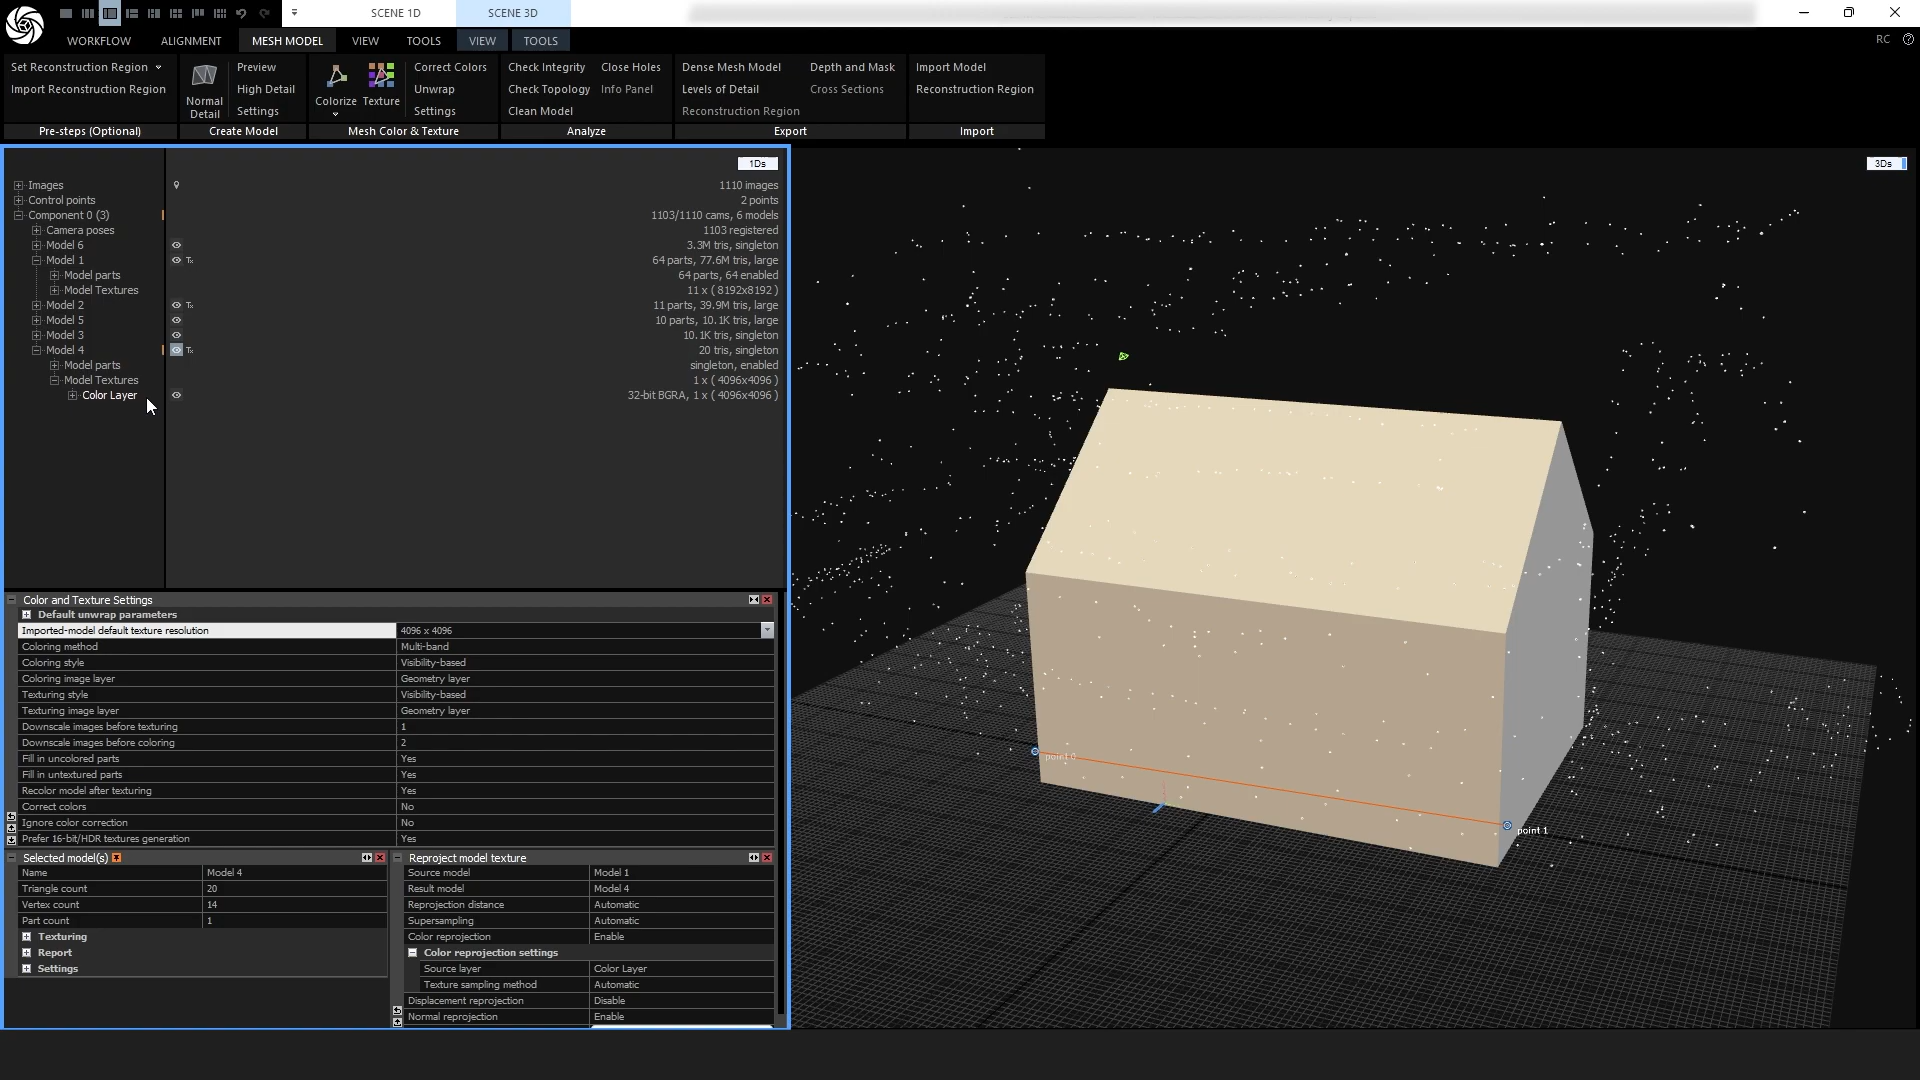 SCENE 1D
SCENE 3D
WORKFLOW
ALIGNMENT
MESH MODEL
VIEW
TOOLS
VIEW
TOOLS
RC
Set Reconstruction Region
Import Reconstruction Region
Pre-steps (Optional)
Normal Detail
Preview
High Detail
Settings
Create Model
Colorize
Texture
Correct Colors
Unwrap
Settings
Mesh Color & Texture
Check Integrity
Close Holes
Check Topology
Info Panel
Clean Model
Analyze
Dense Mesh Model
Depth and Mask
Levels of Detail
Cross Sections
Reconstruction Region
Export
Import Model
Reconstruction Region
Import
1Ds
3Ds
Images 1110 images
Control points 2 points
Component 0 (3) 1103/1110 cams, 6 models
Camera poses 1103 registered
Model 6 3.3M tris, singleton
Model 1 Tx 64 parts, 77.6M tris, large
Model parts 64 parts, 64 enabled
Model Textures 11 x ( 8192x8192 )
Model 2 Tx 11 parts, 39.9M tris, large
Model 5 10 parts, 10.1K tris, large
Model 3 10.1K tris, singleton
Model 4 Tx 20 tris, singleton
Model parts singleton, enabled
Model Textures 1 x ( 4096x4096 )
Color Layer 32-bit BGRA, 1 x ( 4096x4096 )
Color and Texture Settings
Default unwrap parameters
Imported-model default texture resolution 4096 x 4096
Coloring method Multi-band
Coloring style Visibility-based
Coloring image layer Geometry layer
Texturing style Visibility-based
Texturing image layer Geometry layer
Downscale images before texturing 1
Downscale images before coloring 2
Fill in uncolored parts Yes
Fill in untextured parts Yes
Recolor model after texturing Yes
Correct colors No
Ignore color correction No
Prefer 16-bit/HDR textures generation Yes
Selected model(s)
Name Model 4
Triangle count 20
Vertex count 14
Part count 1
Texturing
Report
Settings
Reproject model texture
Source model Model 1
Result model Model 4
Reprojection distance Automatic
Supersampling Automatic
Color reprojection Enable
Color reprojection settings
Source layer Color Layer
Texture sampling method Automatic
Displacement reprojection Disable
Normal reprojection Enable
point 0
point 1